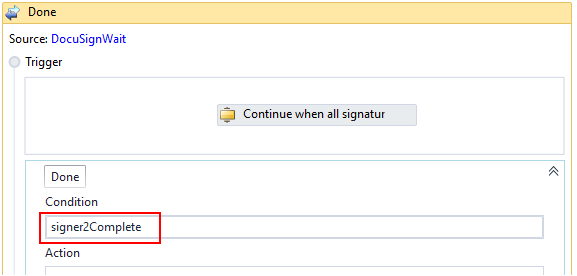 Done
Source: DocuSignWait
Trigger
Continue when all signatur
Done
Condition
signer2Complete
Action